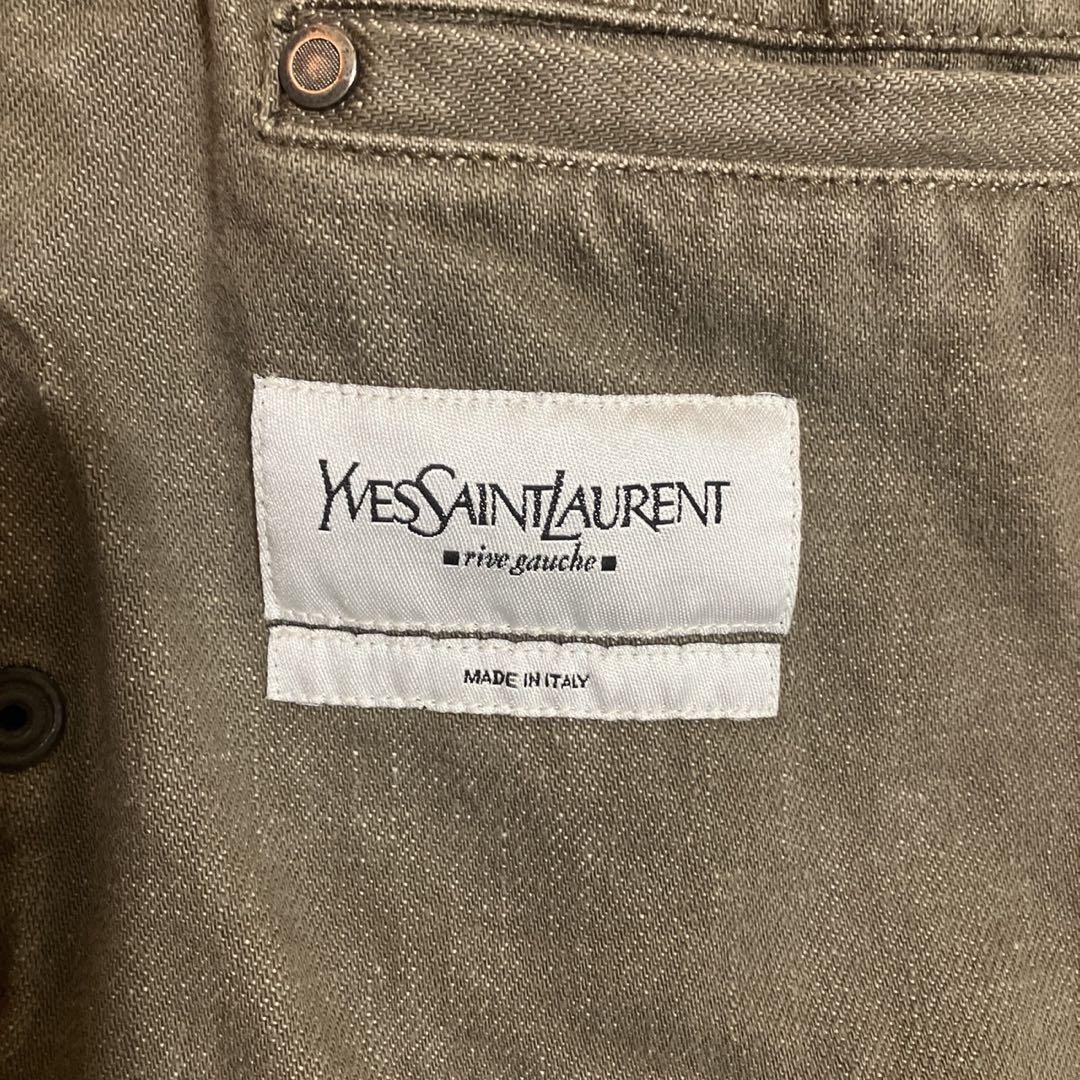 YVESSAINTLAURENT
▪rive gauche▪
MADE IN ITALY